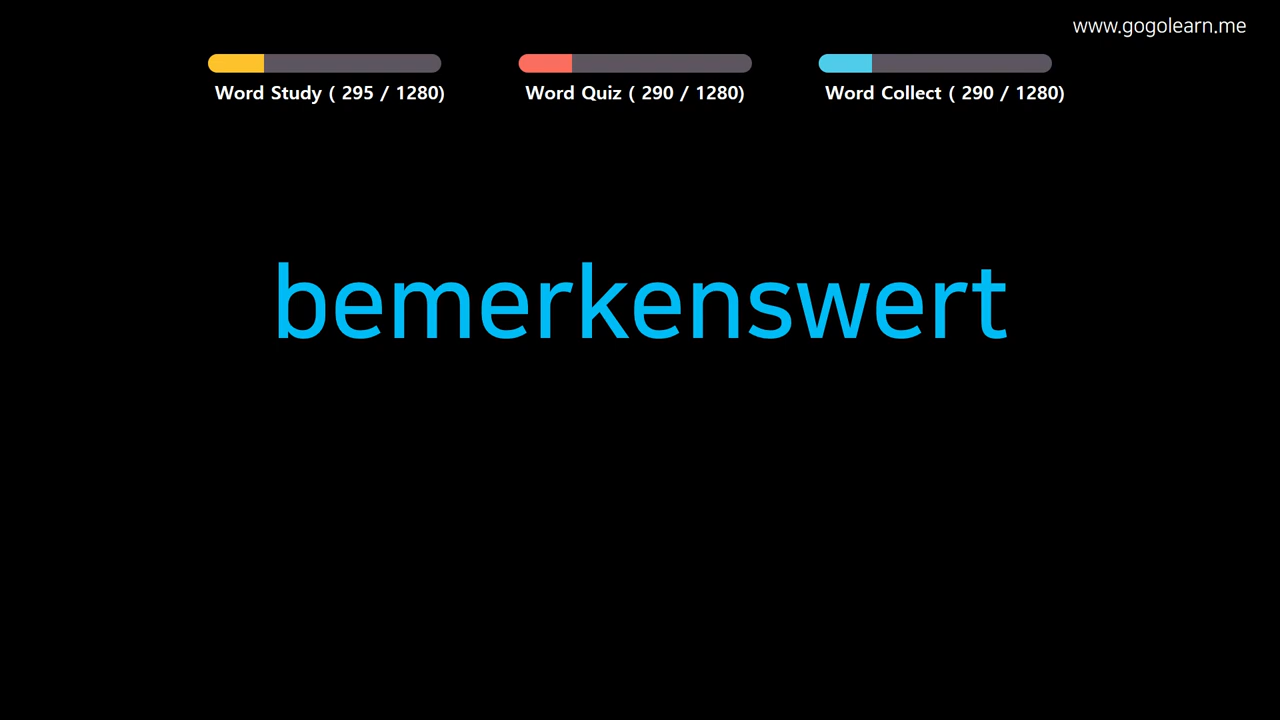 www.gogolearn.me
Word Study ( 295 / 1280)
Word Quiz ( 290 / 1280)
Word Collect ( 290 / 1280)
bemerkenswert